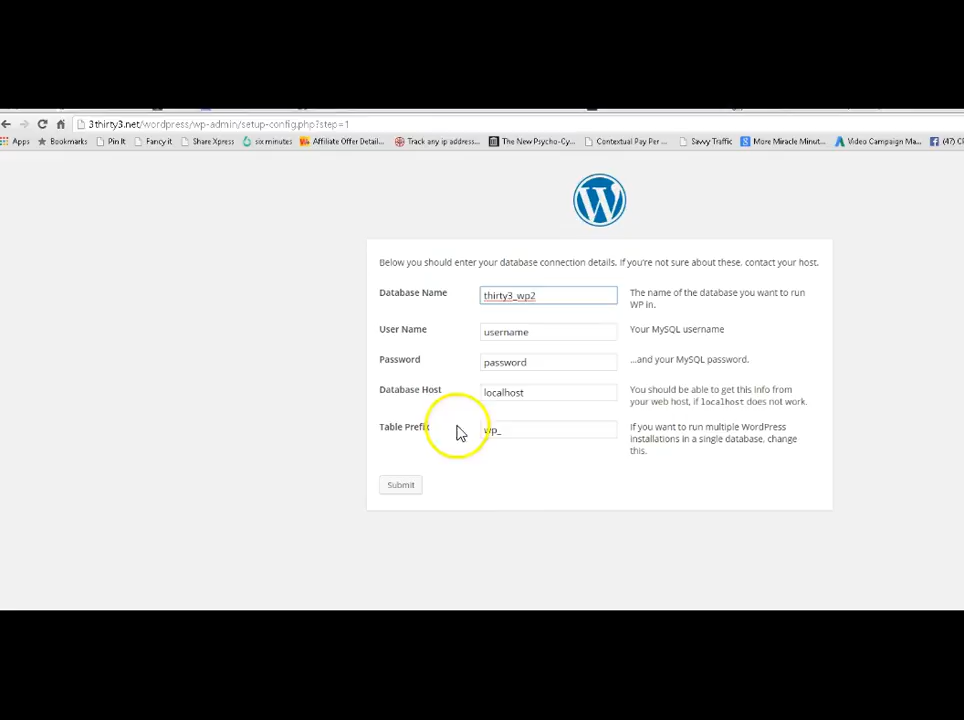 3thirty3.net/wordpress/wp-admin/setup-config.php?step=1
Apps Bookmarks Pin It Fancy it Share Xpress six minutes Affiliate Offer Detail... Track any ip address... The New Psycho-Cy... Contextual Pay Per ... Savvy Traffic More Miracle Minut... Video Campaign Ma... (47)
Below you should enter your database connection details. If you're not sure about these, contact your host.
Database Name
thirty3_wp2
The name of the database you want to run
WP in.
User Name
username
Your MySQL username
Password
password
...and your MySQL password.
Database Host
localhost
You should be able to get this info from
your web host, if localhost does not work.
Table Prefix
wp_
If you want to run multiple WordPress
installations in a single database, change
this.
Submit